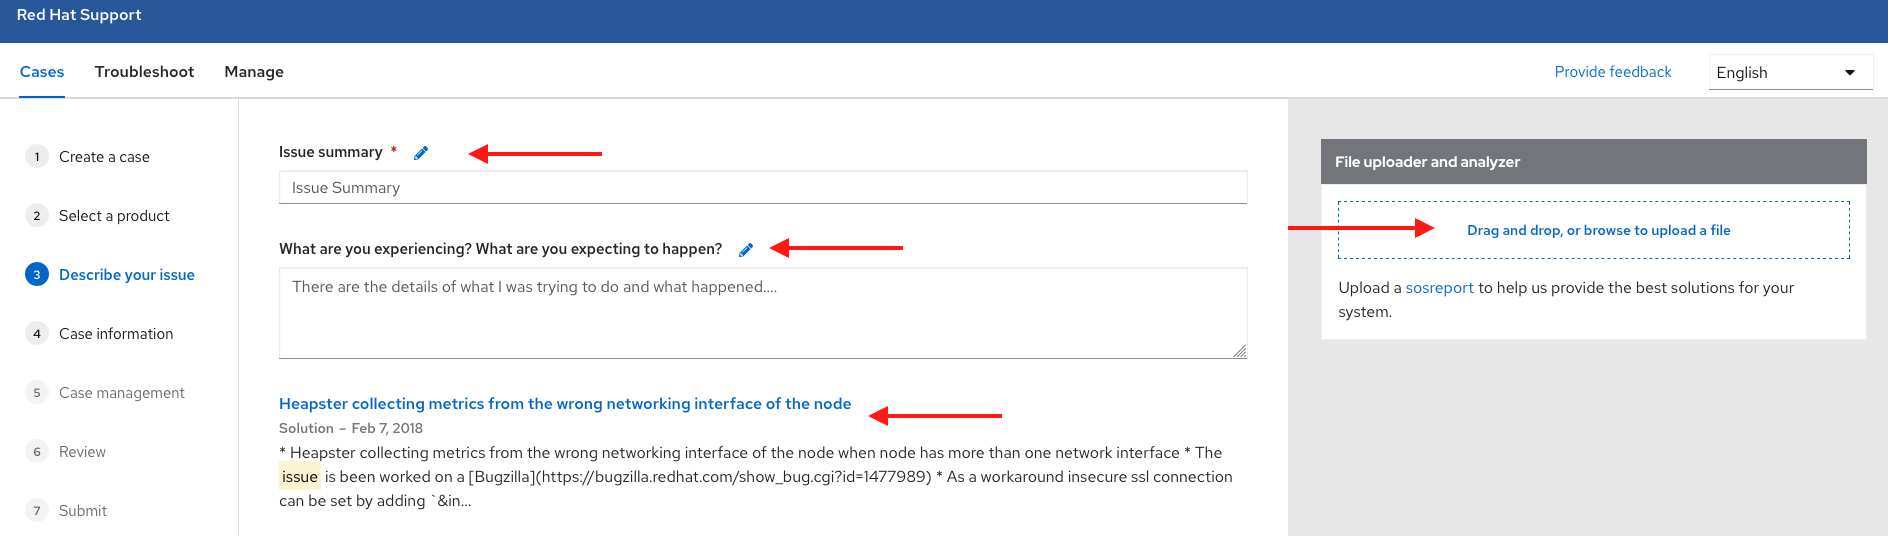 Red Hat Support
Cases Troubleshoot Manage Provide feedback English
1 Create a case
2 Select a product
3 Describe your issue
4 Case information
5 Case management
6 Review
7 Submit
Issue summary *
Issue Summary
What are you experiencing? What are you expecting to happen?
There are the details of what I was trying to do and what happened....
Heapster collecting metrics from the wrong networking interface of the node
Solution – Feb 7, 2018
* Heapster collecting metrics from the wrong networking interface of the node when node has more than one network interface * The
issue is been worked on a [Bugzilla](https://bugzilla.redhat.com/show_bug.cgi?id=1477989) * As a workaround insecure ssl connection
can be set by adding `&in...
File uploader and analyzer
Drag and drop, or browse to upload a file
Upload a sosreport to help us provide the best solutions for your
system.